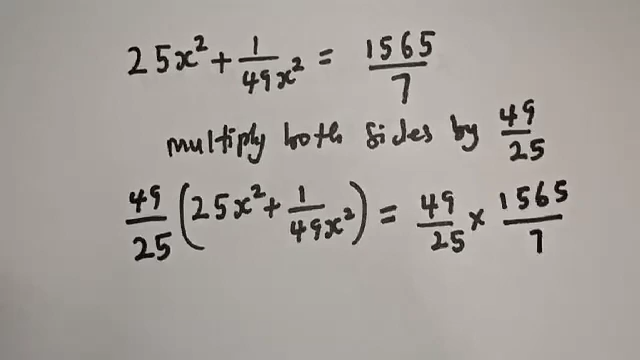 25x² + 1/49x² = 1565/7
multiply both sides by 49/25
49/25 (25x² + 1/49x²) = 49/25 × 1565/7